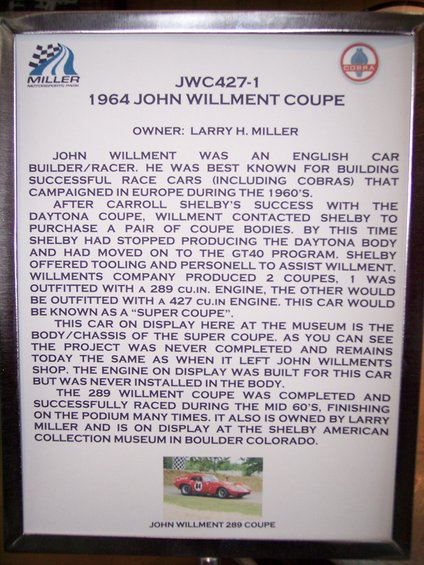 MILLER
MOTORSPORTS PARK
COBRA
JWC427-1
1964 JOHN WILLMENT COUPE
OWNER: LARRY H. MILLER
JOHN WILLMENT WAS AN ENGLISH CAR
BUILDER/RACER. HE WAS BEST KNOWN FOR BUILDING
SUCCESSFUL RACE CARS (INCLUDING COBRAS) THAT
CAMPAIGNED IN EUROPE DURING THE 1960'S.
AFTER CARROLL SHELBY'S SUCCESS WITH THE
DAYTONA COUPE, WILLMENT CONTACTED SHELBY TO
PURCHASE A PAIR OF COUPE BODIES. BY THIS TIME
SHELBY HAD STOPPED PRODUCING THE DAYTONA BODY
AND HAD MOVED ON TO THE GT40 PROGRAM. SHELBY
OFFERED TOOLING AND PERSONELL TO ASSIST WILLMENT.
WILLMENTS COMPANY PRODUCED 2 COUPES, 1 WAS
OUTFITTED WITH A 289 CU.IN. ENGINE, THE OTHER WOULD
BE OUTFITTED WITH A 427 CU.IN ENGINE. THIS CAR WOULD
BE KNOWN AS A "SUPER COUPE".
THIS CAR ON DISPLAY HERE AT THE MUSEUM IS THE
BODY/CHASSIS OF THE SUPER COUPE. AS YOU CAN SEE
THE PROJECT WAS NEVER COMPLETED AND REMAINS
TODAY THE SAME AS WHEN IT LEFT JOHN WILLMENTS
SHOP. THE ENGINE ON DISPLAY WAS BUILT FOR THIS CAR
BUT WAS NEVER INSTALLED IN THE BODY.
THE 289 WILLMENT COUPE WAS COMPLETED AND
SUCCESSFULLY RACED DURING THE MID 60'S, FINISHING
ON THE PODIUM MANY TIMES. IT ALSO IS OWNED BY LARRY
MILLER AND IS ON DISPLAY AT THE SHELBY AMERICAN
COLLECTION MUSEUM IN BOULDER COLORADO.
JOHN WILLMENT 289 COUPE